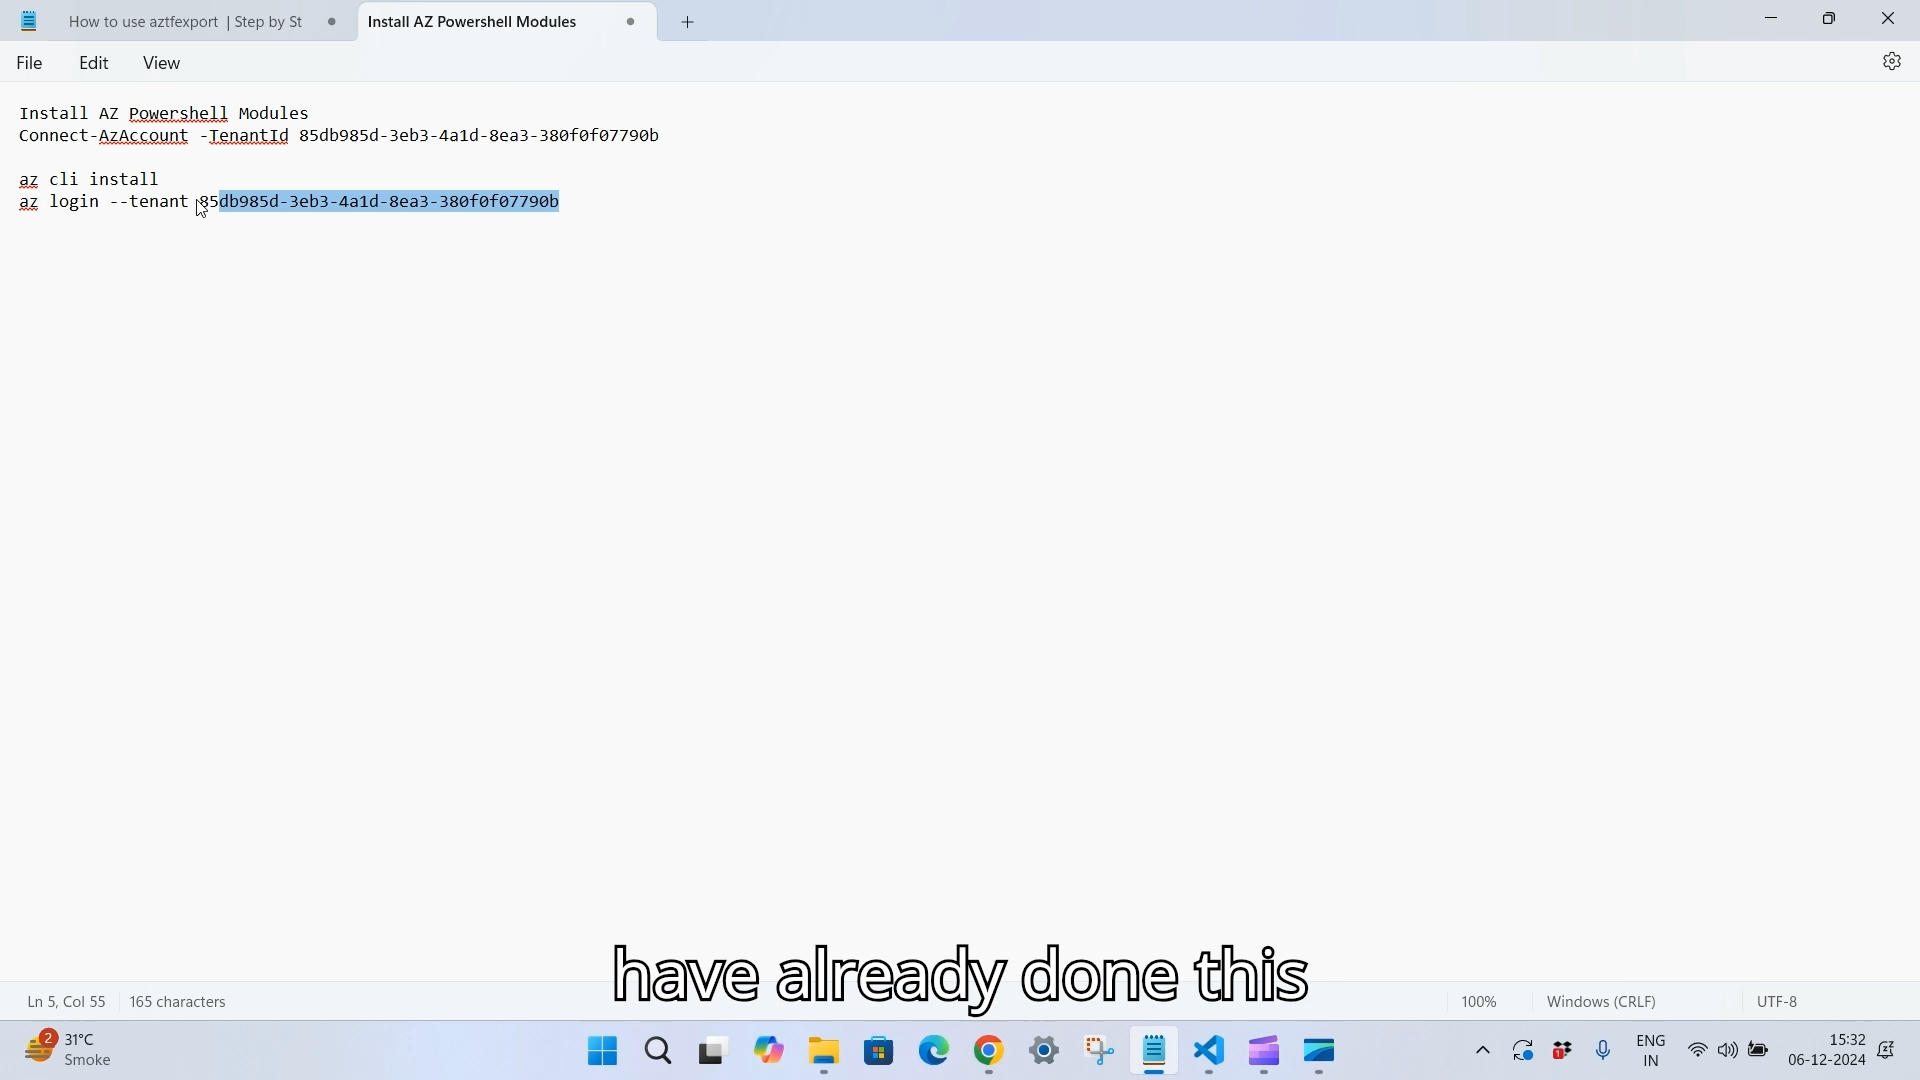 How to use aztfexport | Step by St
Install AZ Powershell Modules
File Edit View
Install AZ Powershell Modules
Connect-AzAccount -TenantId 85db985d-3eb3-4a1d-8ea3-380f0f07790b
az cli install
az login --tenant 85db985d-3eb3-4a1d-8ea3-380f0f07790b
have already done this
Ln 5, Col 55 165 characters 100% Windows (CRLF) UTF-8
2
31°C
Smoke
1
ENG
IN
15:32
06-12-2024